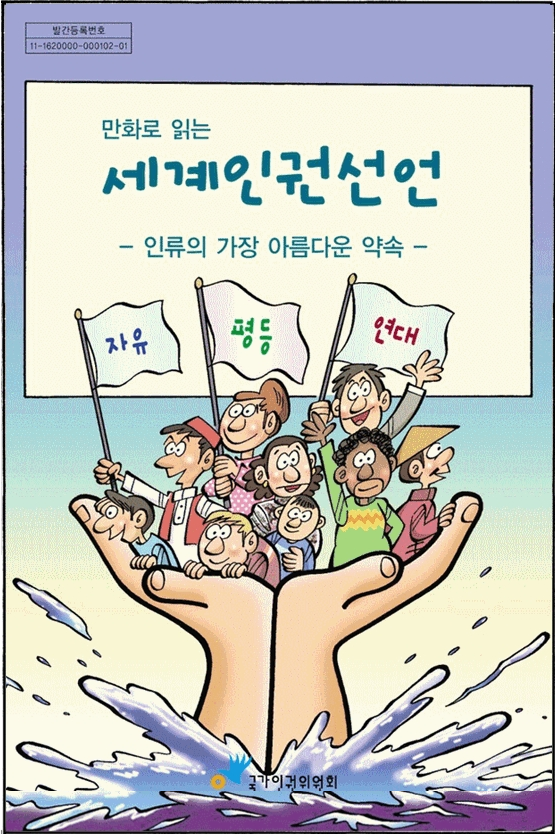 발간등록번호
11-1620000-000102-01
만화로 읽는
세계인권선언
- 인류의 가장 아름다운 약속 -
자유
평등
연대
국가인권위원회